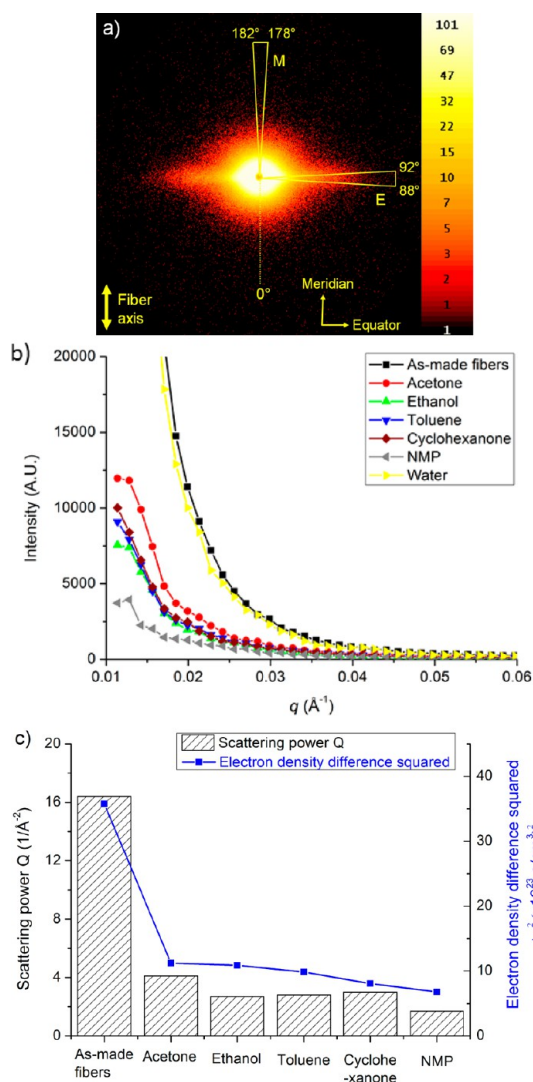 a)
182° 178°
M
92°
88°
E
0°
Fiber
axis
Meridian
Equator
101
69
47
32
22
15
10
7
5
3
2
1
1
b)
20000
15000
10000
5000
0
Intensity (A.U.)
As-made fibers
Acetone
Ethanol
Toluene
Cyclohexanone
NMP
Water
0.01 0.02 0.03 0.04 0.05 0.06
q (Å⁻¹)
c)
Scattering power Q
Electron density difference squared
20
16
12
8
4
0
Scattering power Q (1/Å⁻²)
40
30
20
10
0
Electron density difference squared
As-made
fibers
Acetone
Ethanol
Toluene
Cyclohe
-xanone
NMP